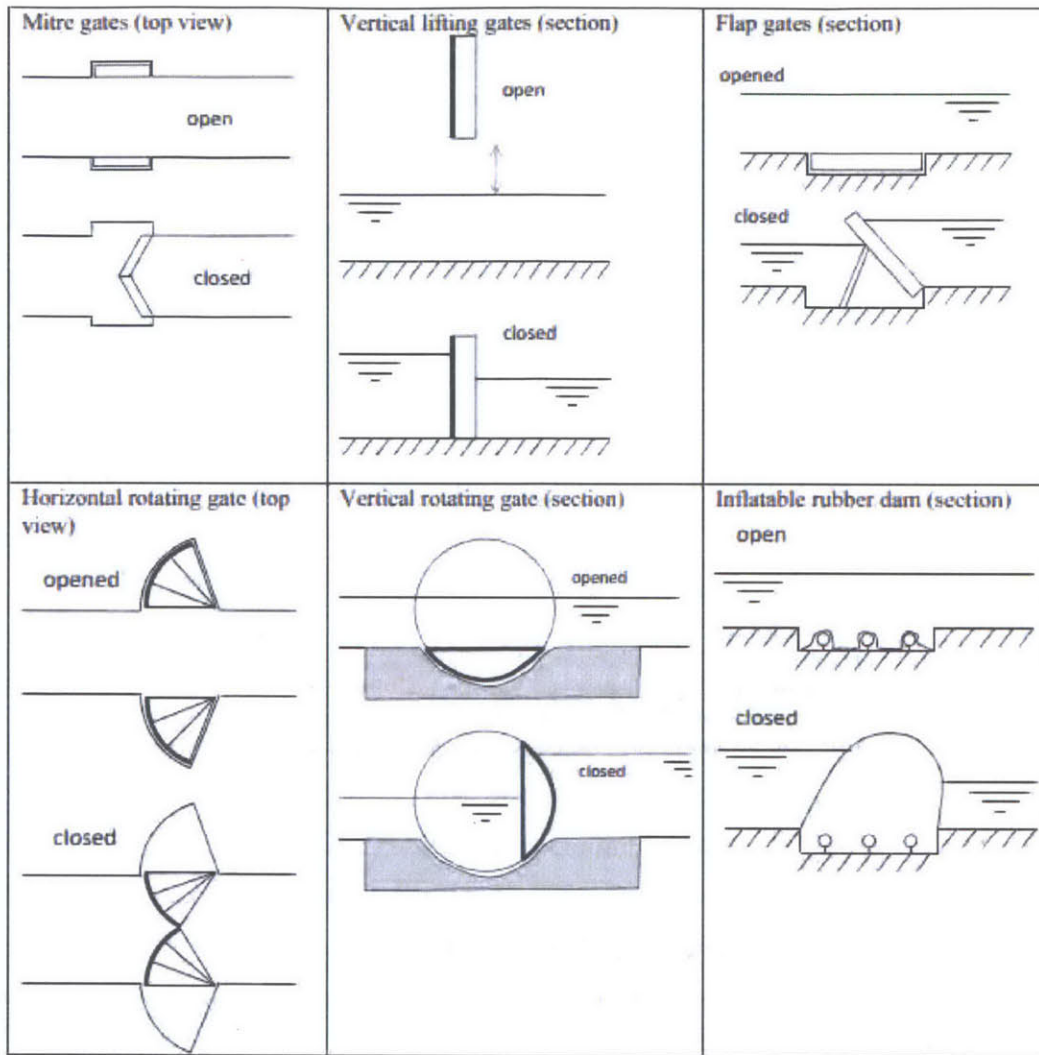 Mitre gates (top view)
open
closed
Vertical lifting gates (section)
open
closed
Flap gates (section)
opened
closed
Horizontal rotating gate (top
view)
opened
closed
Vertical rotating gate (section)
opened
closed
Inflatable rubber dam (section)
open
closed